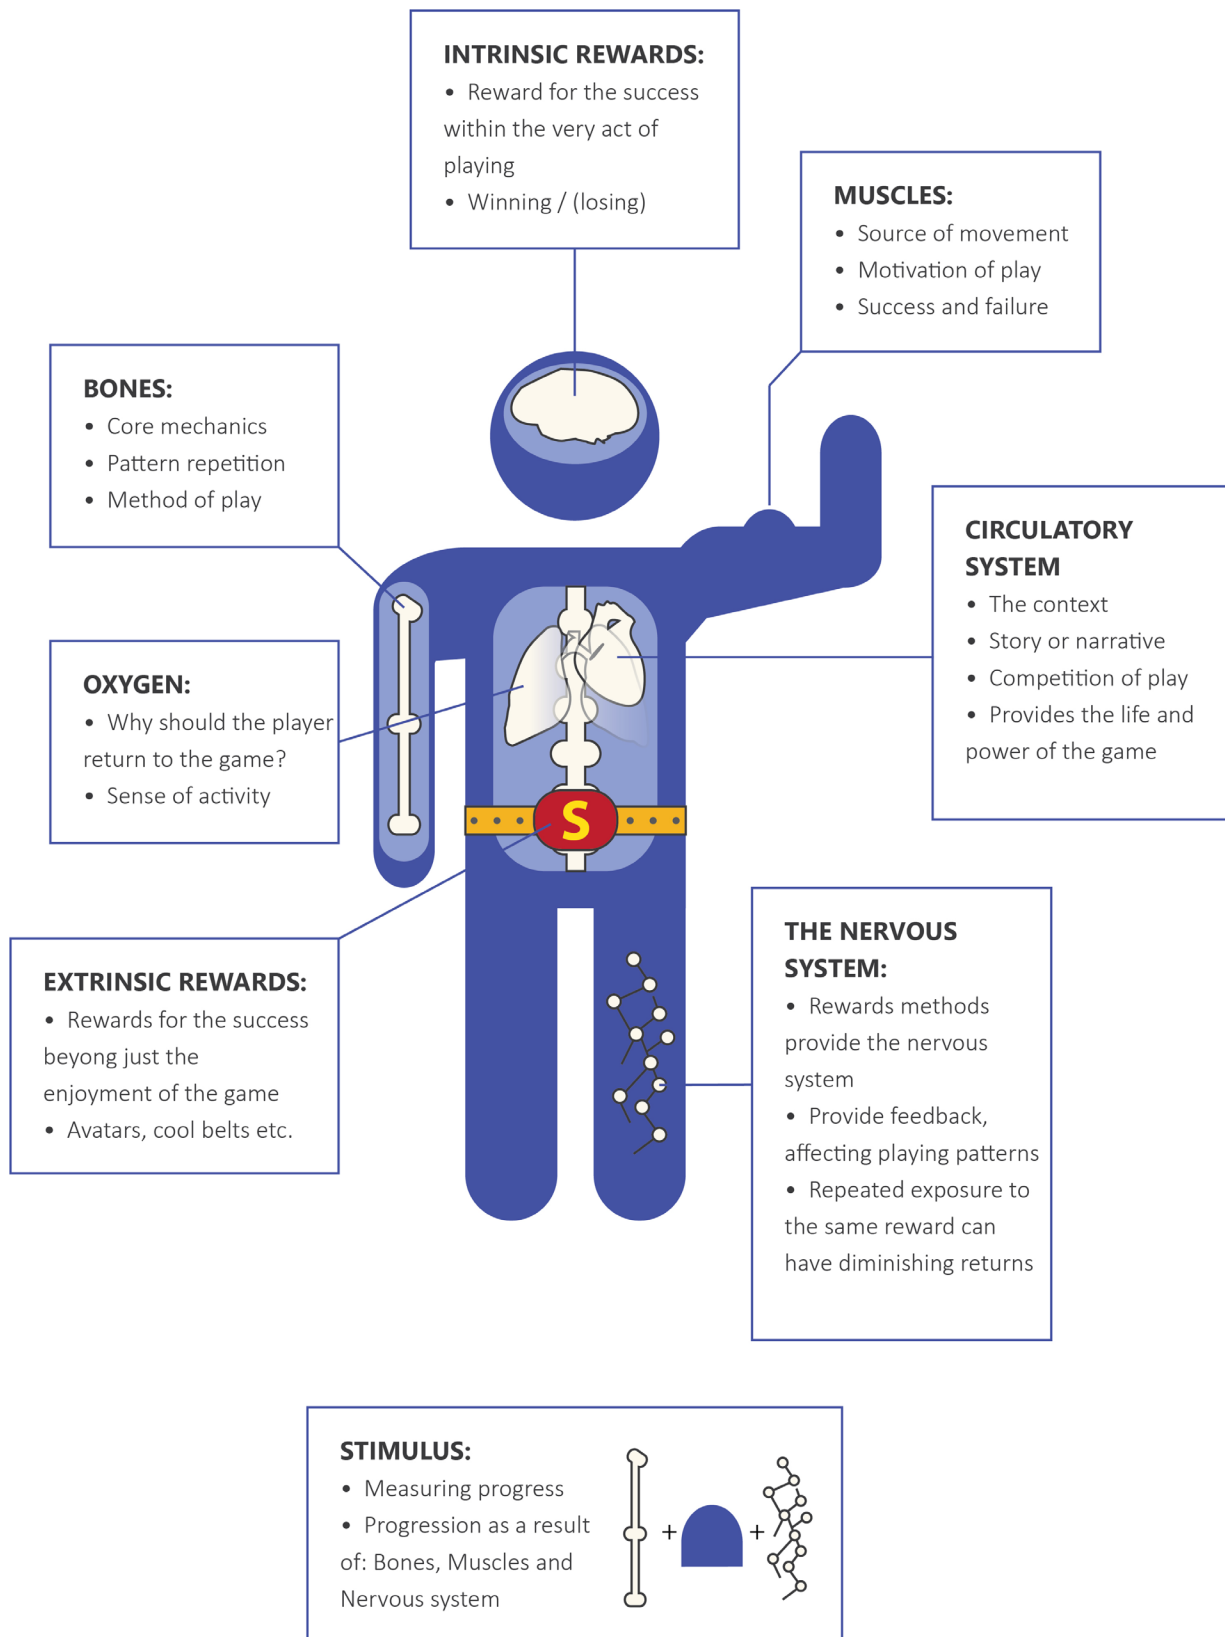 INTRINSIC REWARDS:
• Reward for the success
within the very act of
playing
• Winning / (losing)
MUSCLES:
• Source of movement
• Motivation of play
• Success and failure
BONES:
• Core mechanics
• Pattern repetition
• Method of play
CIRCULATORY
SYSTEM
• The context
• Story or narrative
• Competition of play
• Provides the life and
power of the game
OXYGEN:
• Why should the player
return to the game?
• Sense of activity
S
THE NERVOUS
SYSTEM:
• Rewards methods
provide the nervous
system
• Provide feedback,
affecting playing patterns
• Repeated exposure to
the same reward can
have diminishing returns
EXTRINSIC REWARDS:
• Rewards for the success
beyong just the
enjoyment of the game
• Avatars, cool belts etc.
STIMULUS:
• Measuring progress
• Progression as a result
of: Bones, Muscles and
Nervous system
+ +